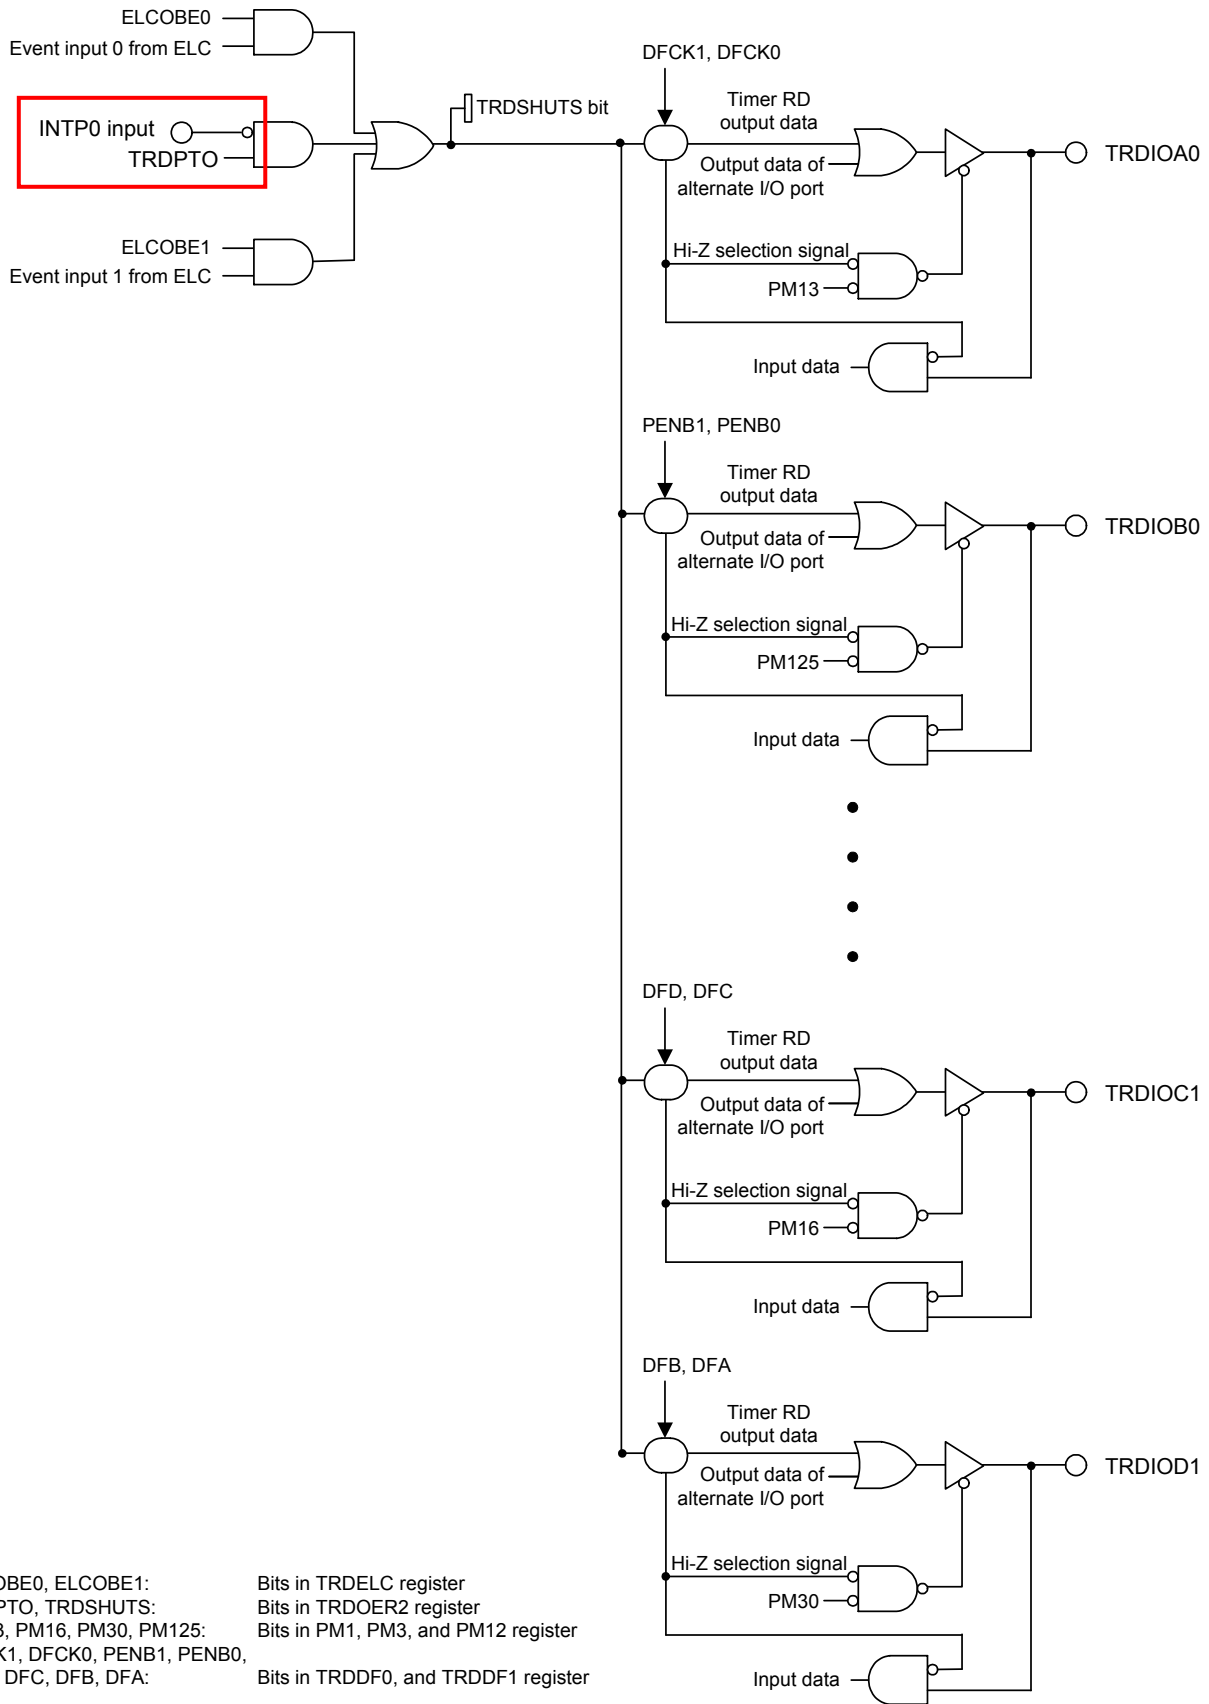 ELCOBE0
Event input 0 from ELC
INTP0 input
TRDPTO
ELCOBE1
Event input 1 from ELC
TRDSHUTS bit
DFCK1, DFCK0
Timer RD
output data
Output data of
alternate I/O port
TRDIOA0
Hi-Z selection signal
PM13
Input data
PENB1, PENB0
Timer RD
output data
Output data of
alternate I/O port
TRDIOB0
Hi-Z selection signal
PM125
Input data
DFD, DFC
Timer RD
output data
Output data of
alternate I/O port
TRDIOC1
Hi-Z selection signal
PM16
Input data
DFB, DFA
Timer RD
output data
Output data of
alternate I/O port
TRDIOD1
Hi-Z selection signal
PM30
Input data
OBE0, ELCOBE1: Bits in TRDELC register
PTO, TRDSHUTS: Bits in TRDOER2 register
3, PM16, PM30, PM125: Bits in PM1, PM3, and PM12 register
K1, DFCK0, PENB1, PENB0,
DFC, DFB, DFA: Bits in TRDDF0, and TRDDF1 register